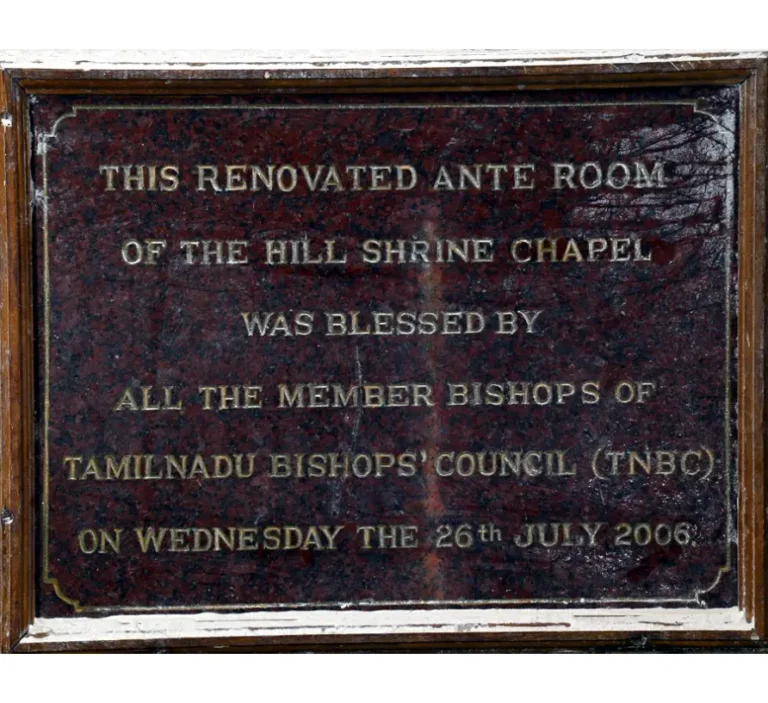 THIS RENOVATED ANTE ROOM
OF THE HILL SHRINE CHAPEL
WAS BLESSED BY
ALL THE MEMBER BISHOPS OF
TAMILNADU BISHOPS' COUNCIL (TNBC)
ON WEDNESDAY THE 26th JULY 2006